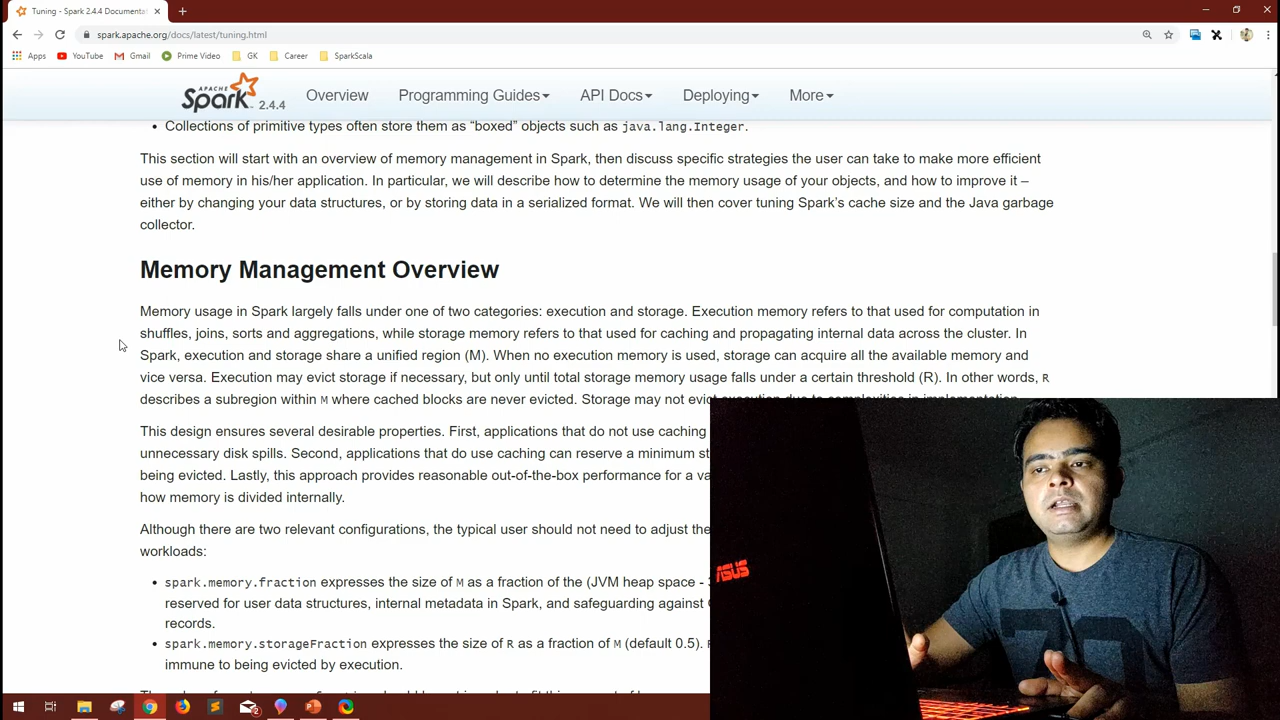 Tuning - Spark 2.4.4 Documenta
spark.apache.org/docs/latest/tuning.html
Apps YouTube Gmail Prime Video GK Career SparkScala
APACHE Spark 2.4.4 Overview Programming Guides API Docs Deploying More
• Collections of primitive types often store them as “boxed” objects such as java.lang.Integer.
This section will start with an overview of memory management in Spark, then discuss specific strategies the user can take to make more efficient
use of memory in his/her application. In particular, we will describe how to determine the memory usage of your objects, and how to improve it –
either by changing your data structures, or by storing data in a serialized format. We will then cover tuning Spark’s cache size and the Java garbage
collector.
Memory Management Overview
Memory usage in Spark largely falls under one of two categories: execution and storage. Execution memory refers to that used for computation in
shuffles, joins, sorts and aggregations, while storage memory refers to that used for caching and propagating internal data across the cluster. In
Spark, execution and storage share a unified region (M). When no execution memory is used, storage can acquire all the available memory and
vice versa. Execution may evict storage if necessary, but only until total storage memory usage falls under a certain threshold (R). In other words, R
describes a subregion within M where cached blocks are never evicted. Storage may not evict execution due to complexities in implementation.
This design ensures several desirable properties. First, applications that do not use caching
unnecessary disk spills. Second, applications that do use caching can reserve a minimum st
being evicted. Lastly, this approach provides reasonable out-of-the-box performance for a va
how memory is divided internally.
Although there are two relevant configurations, the typical user should not need to adjust the
workloads:
• spark.memory.fraction expresses the size of M as a fraction of the (JVM heap space - 3
reserved for user data structures, internal metadata in Spark, and safeguarding against
records.
• spark.memory.storageFraction expresses the size of R as a fraction of M (default 0.5).
immune to being evicted by execution.
ASUS